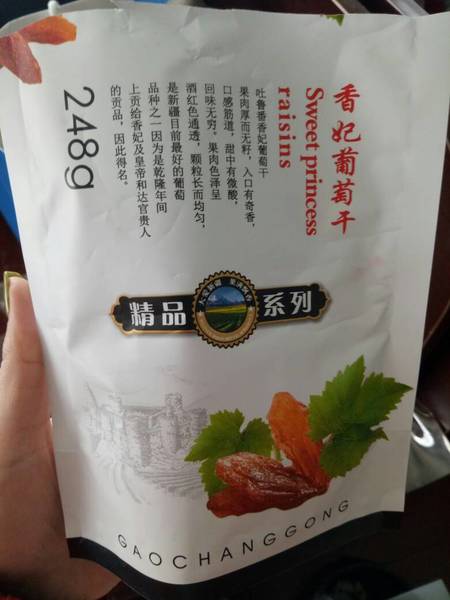 香妃葡萄干
Sweet princess
raisins
吐鲁番香妃葡萄干
果肉厚而无籽，入口有奇香，
口感筋道，甜中有微酸，
回味无穷。果肉色泽呈
酒红色通透，颗粒长而均匀，
是新疆目前最好的葡萄
品种之一因为是乾隆年间
上贡给香妃及皇帝和达官贵人
的贡品，因此得名。
248g
精品
系列
GAOCHANGGONG